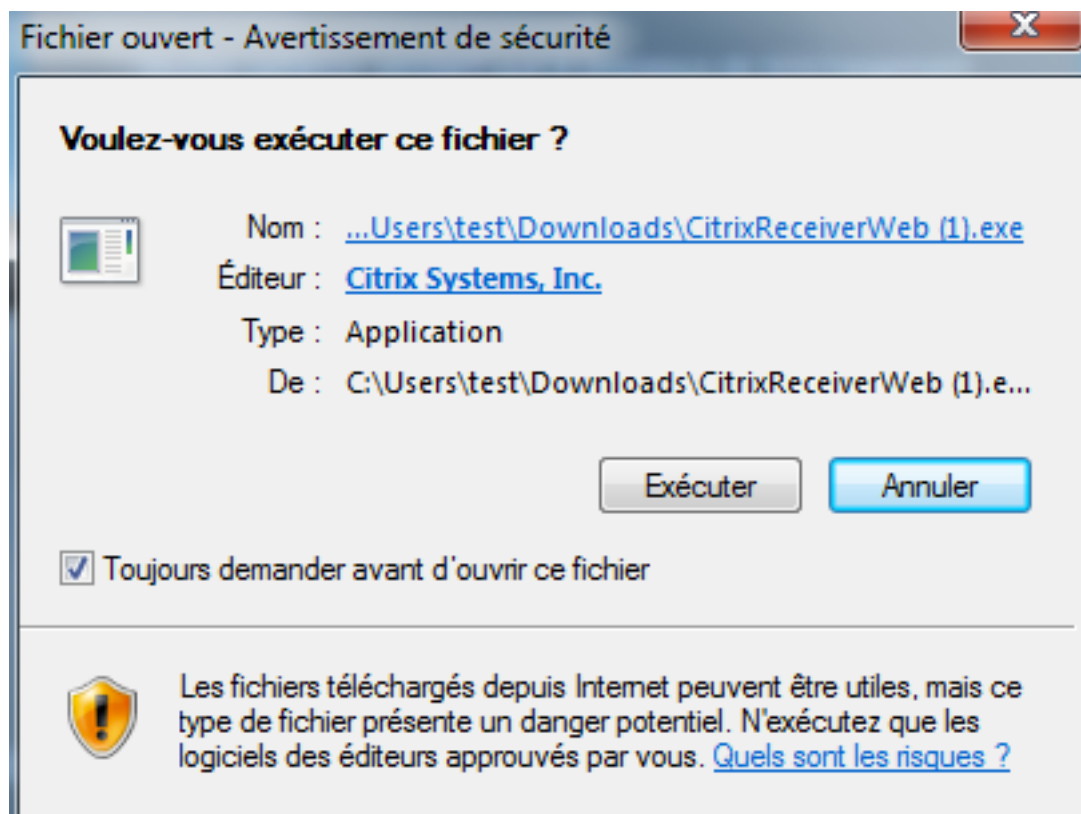 Fichier ouvert - Avertissement de sécurité
Voulez-vous exécuter ce fichier ?
Nom : ...Users\test\Downloads\CitrixReceiverWeb (1).exe
Éditeur : Citrix Systems, Inc.
Type : Application
De : C:\Users\test\Downloads\CitrixReceiverWeb (1).e...
Exécuter Annuler
Toujours demander avant d'ouvrir ce fichier
Les fichiers téléchargés depuis Internet peuvent être utiles, mais ce
type de fichier présente un danger potentiel. N'exécutez que les
logiciels des éditeurs approuvés par vous. Quels sont les risques ?